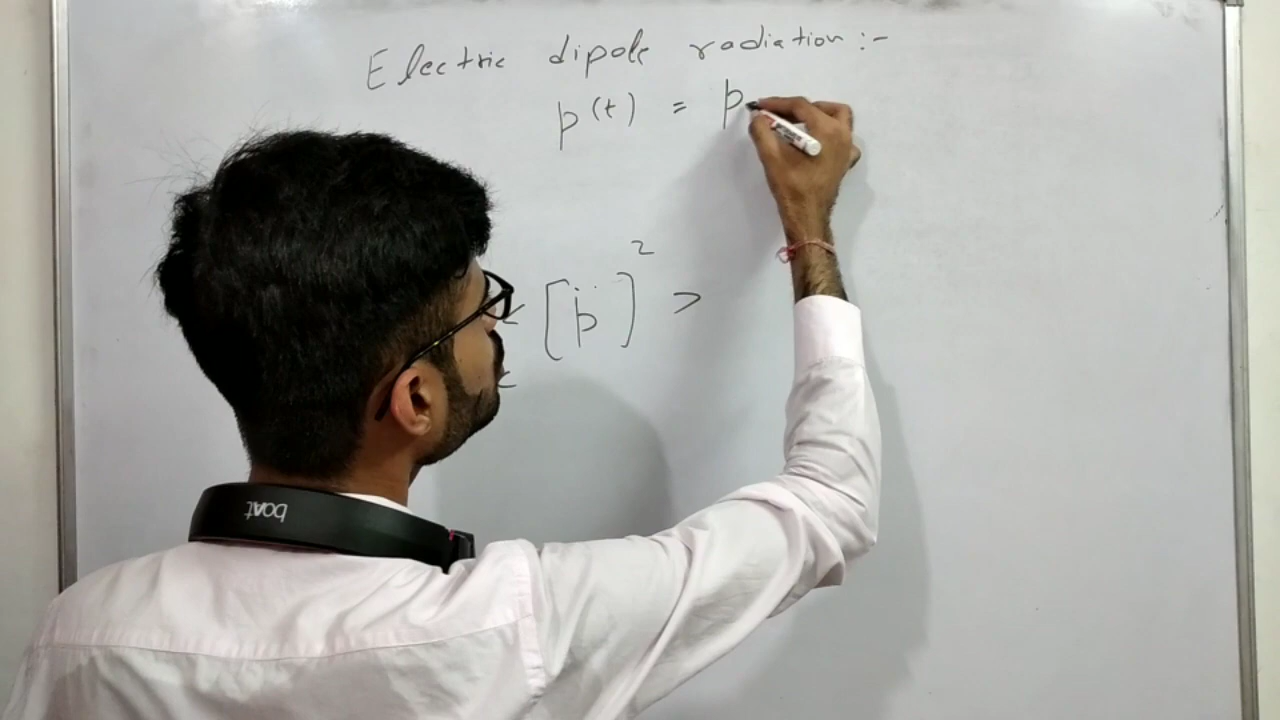 Electric dipole radiation :-
p(t) = p
< [p̈]² >
c
boAt